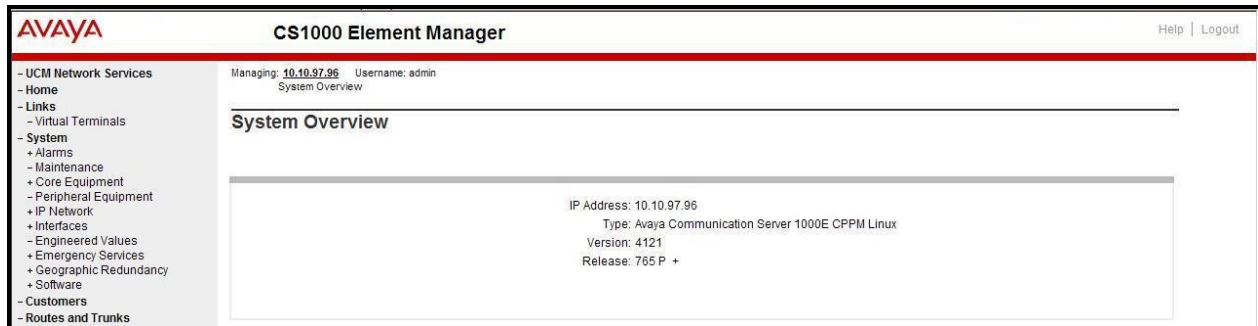 AVAYA
CS1000 Element Manager
Help | Logout
- UCM Network Services
- Home
- Links
- Virtual Terminals
- System
+ Alarms
- Maintenance
+ Core Equipment
- Peripheral Equipment
+ IP Network
+ Interfaces
- Engineered Values
+ Emergency Services
+ Geographic Redundancy
+ Software
- Customers
- Routes and Trunks
Managing: 10.10.97.96 Username: admin
System Overview
System Overview
IP Address: 10.10.97.96
Type: Avaya Communication Server 1000E CPPM Linux
Version: 4121
Release: 765 P +